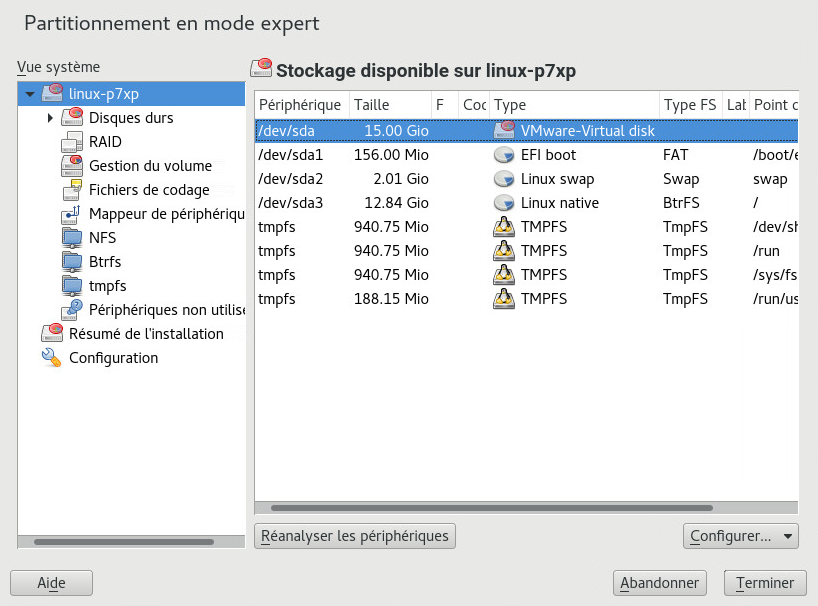 Partitionnement en mode expert
Vue système
linux-p7xp
Disques durs
RAID
Gestion du volume
Fichiers de codage
Mappeur de périphériqu
NFS
Btrfs
tmpfs
Périphériques non utilise
Résumé de l'installation
Configuration
Stockage disponible sur linux-p7xp
Périphérique Taille F Coc Type Type FS Lab Point c
/dev/sda 15.00 Gio VMware-Virtual disk
/dev/sda1 156.00 Mio EFI boot FAT /boot/e
/dev/sda2 2.01 Gio Linux swap Swap swap
/dev/sda3 12.84 Gio Linux native BtrFS /
tmpfs 940.75 Mio TMPFS TmpFS /dev/sh
tmpfs 940.75 Mio TMPFS TmpFS /run
tmpfs 940.75 Mio TMPFS TmpFS /sys/fs
tmpfs 188.15 Mio TMPFS TmpFS /run/us
Réanalyser les périphériques Configurer...
Aide Abandonner Terminer